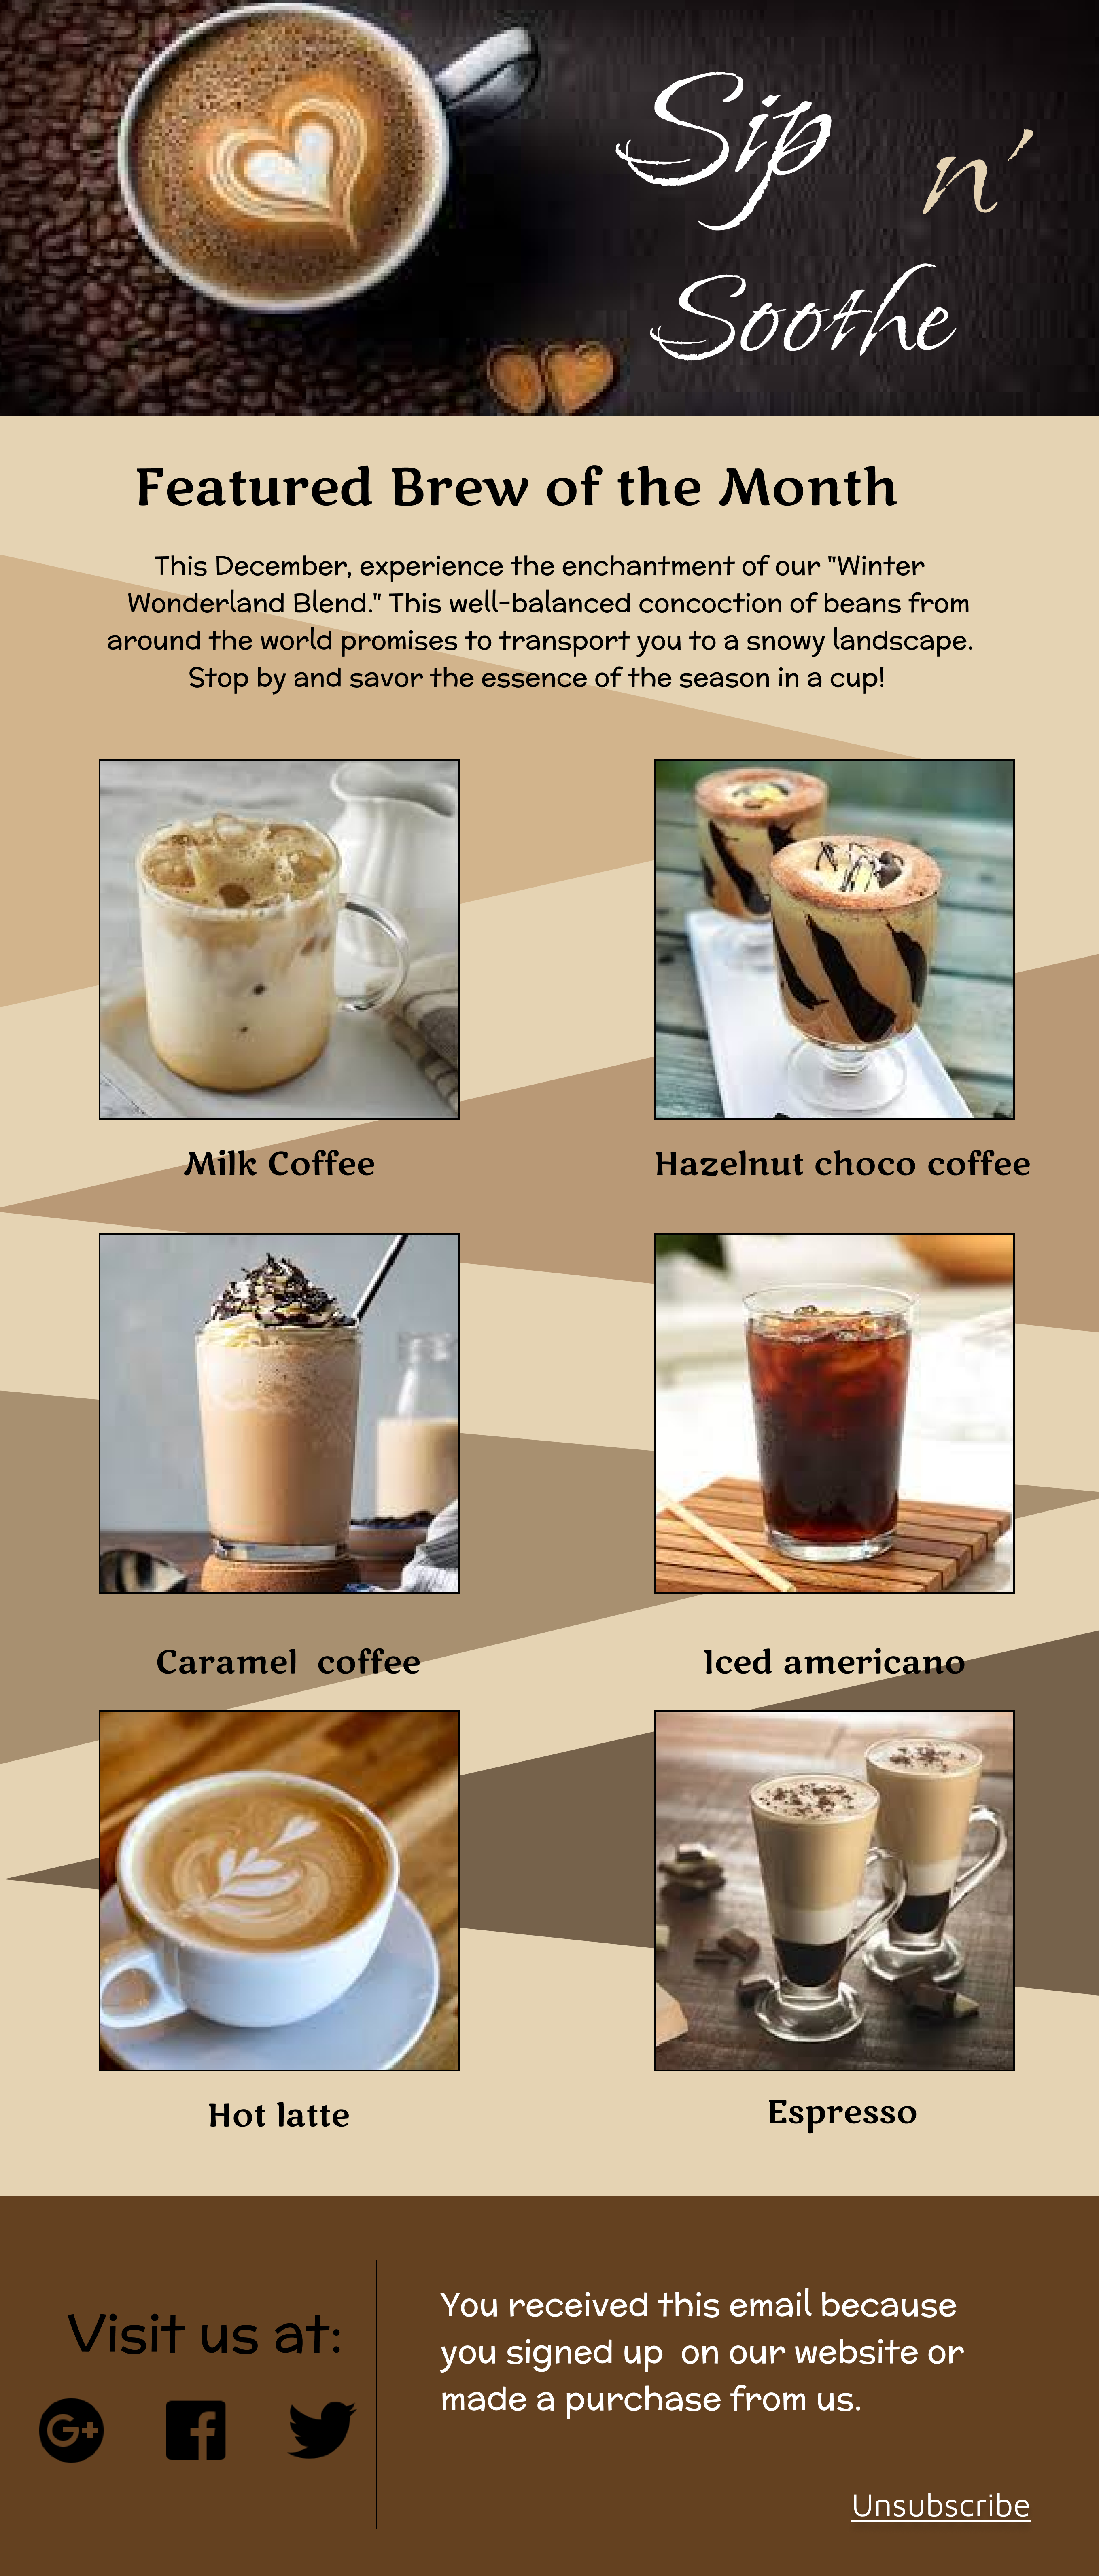 Sip n'
Soothe
Featured Brew of the Month
This December, experience the enchantment of our "Winter
Wonderland Blend." This well-balanced concoction of beans from
around the world promises to transport you to a snowy landscape.
Stop by and savor the essence of the season in a cup!
Milk Coffee
Hazelnut choco coffee
Caramel  coffee
Iced americano
Hot latte
Espresso
Visit us at:
G+
You received this email because
you signed up  on our website or
made a purchase from us.
Unsubscribe